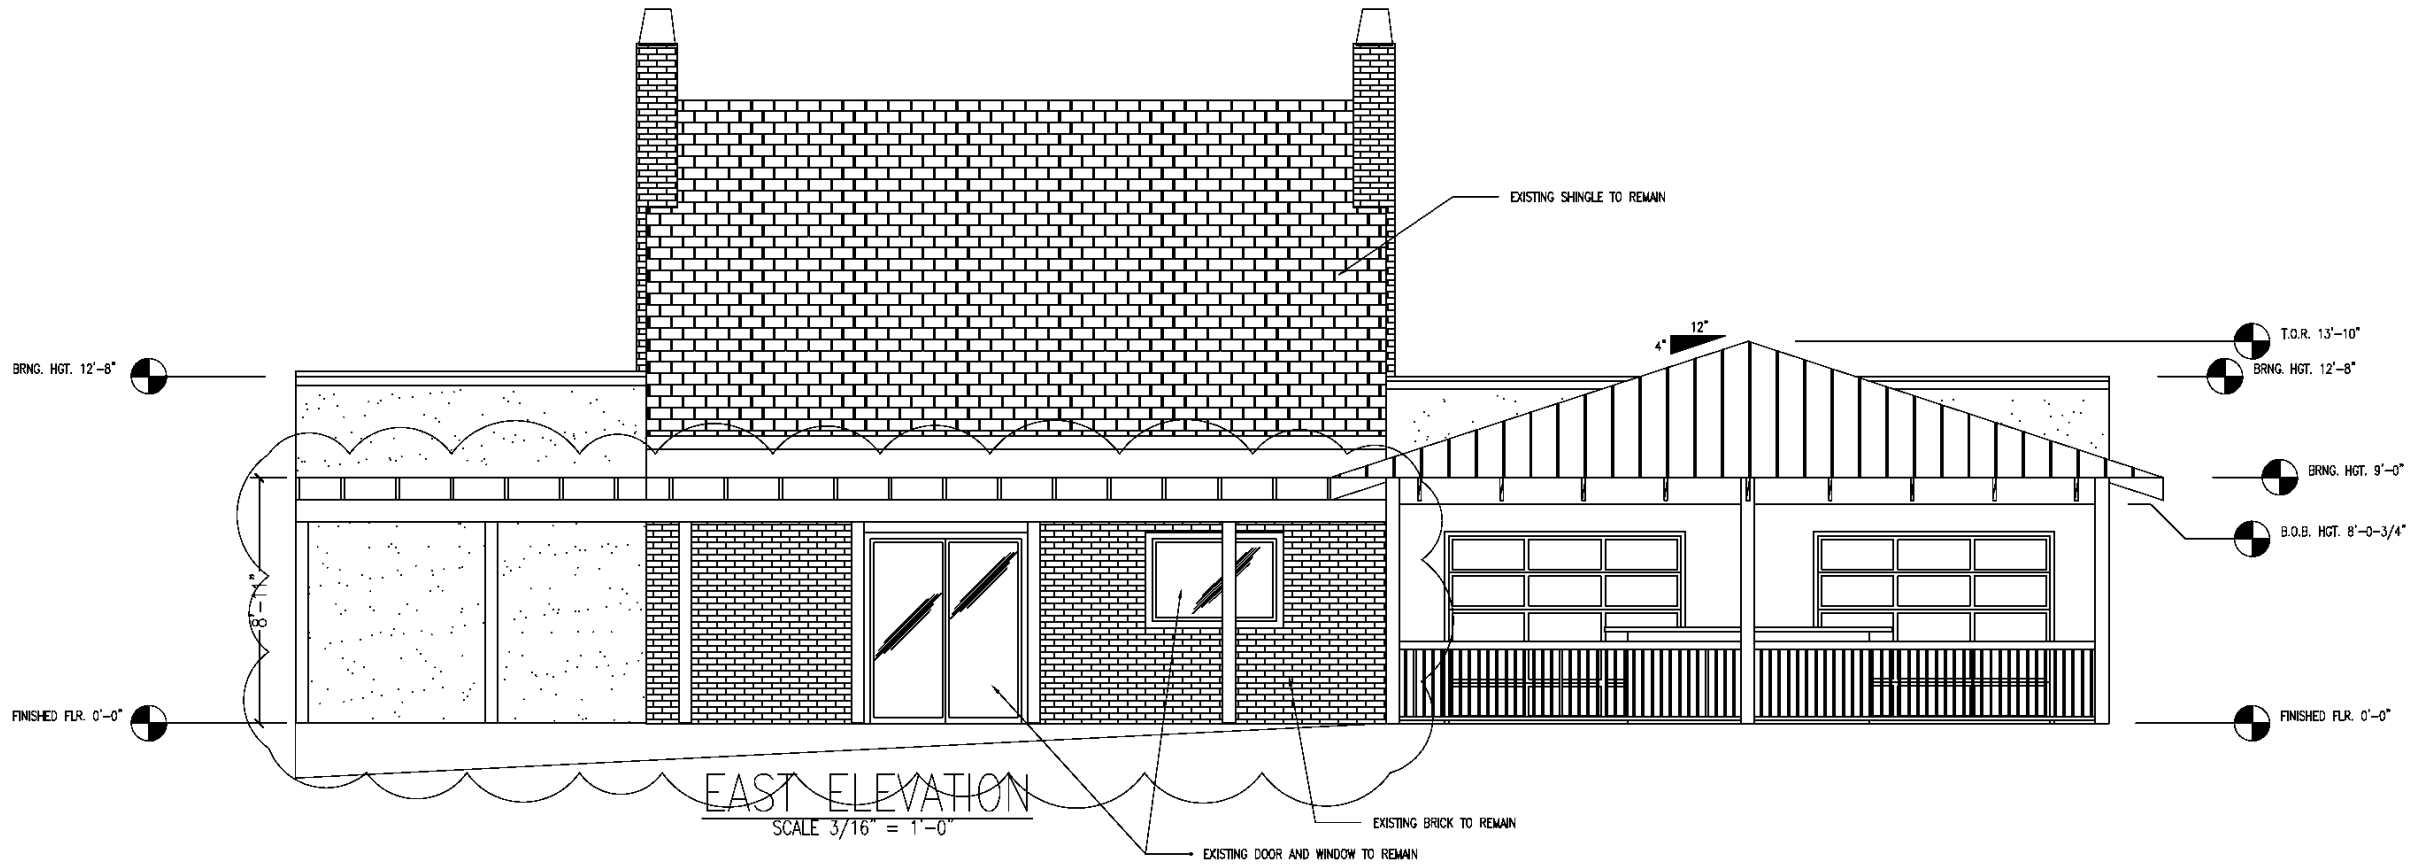 EXISTING SHINGLE TO REMAIN
12"
4"
T.O.R. 13'-10"
BRNG. HGT. 12'-8"
BRNG. HGT. 12'-8"
BRNG. HGT. 9'-0"
B.O.B. HGT. 8'-0-3/4"
8'-11"
FINISHED FLR. 0'-0"
FINISHED FLR. 0'-0"
EAST ELEVATION
SCALE 3/16" = 1'-0"
EXISTING BRICK TO REMAIN
EXISTING DOOR AND WINDOW TO REMAIN